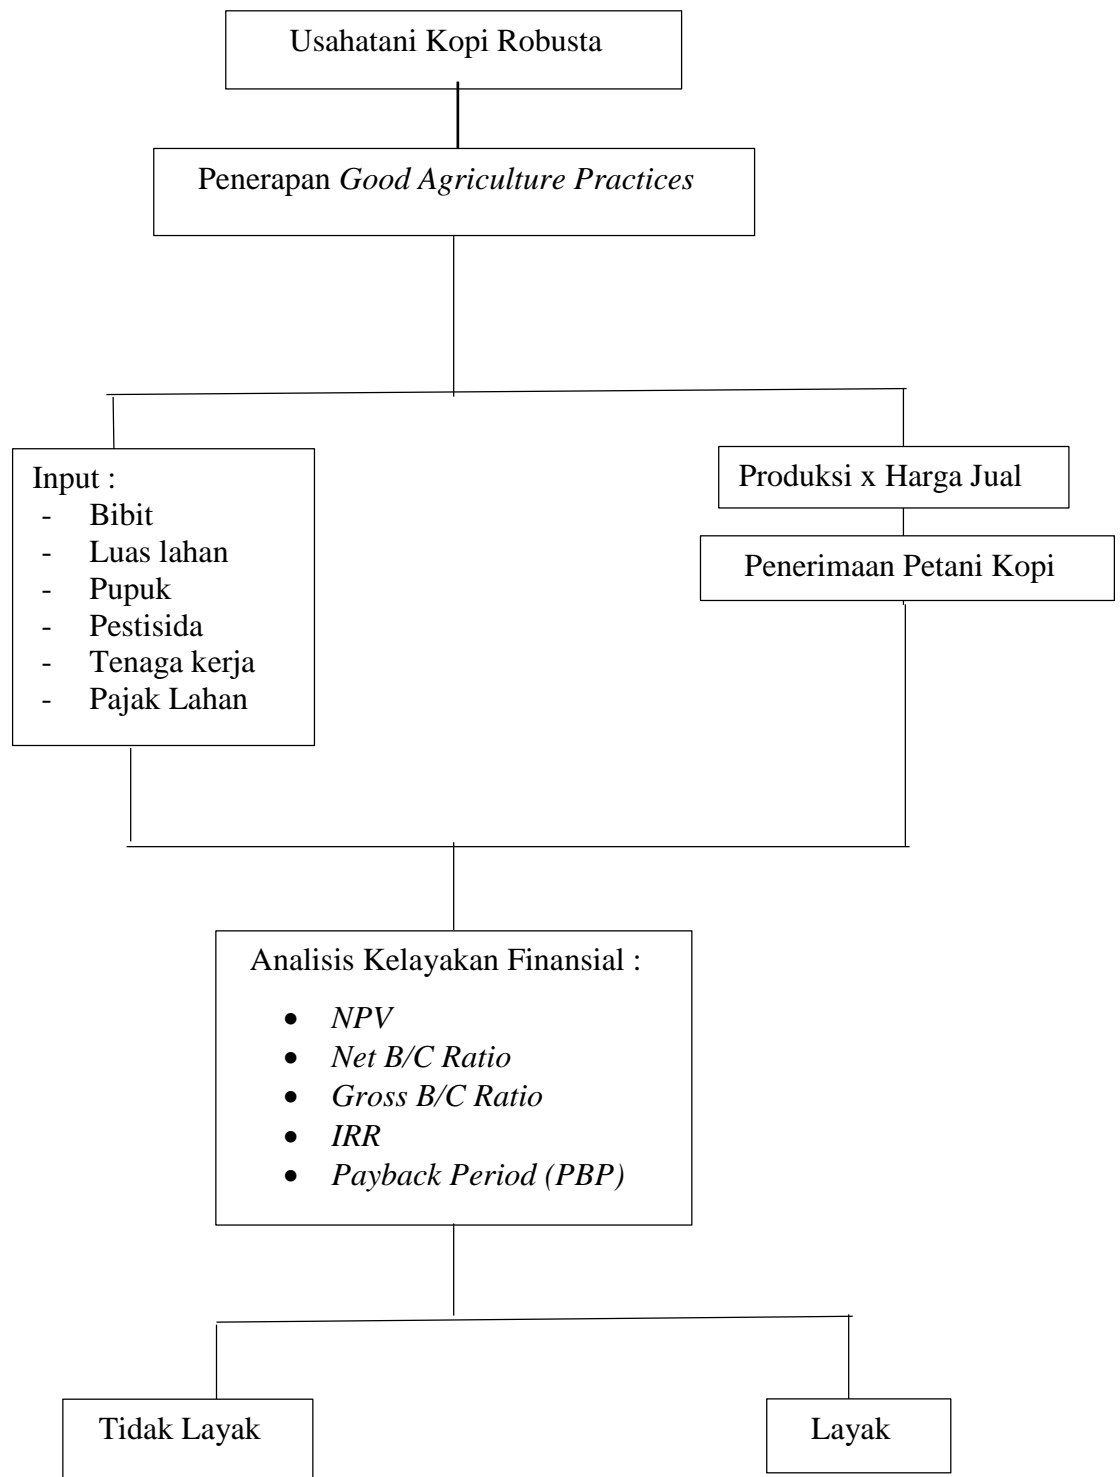 Usahatani Kopi Robusta
Penerapan Good Agriculture Practices
Input :
- Bibit
- Luas lahan
- Pupuk
- Pestisida
- Tenaga kerja
- Pajak Lahan
Produksi x Harga Jual
Penerimaan Petani Kopi
Analisis Kelayakan Finansial :
• NPV
• Net B/C Ratio
• Gross B/C Ratio
• IRR
• Payback Period (PBP)
Tidak Layak
Layak